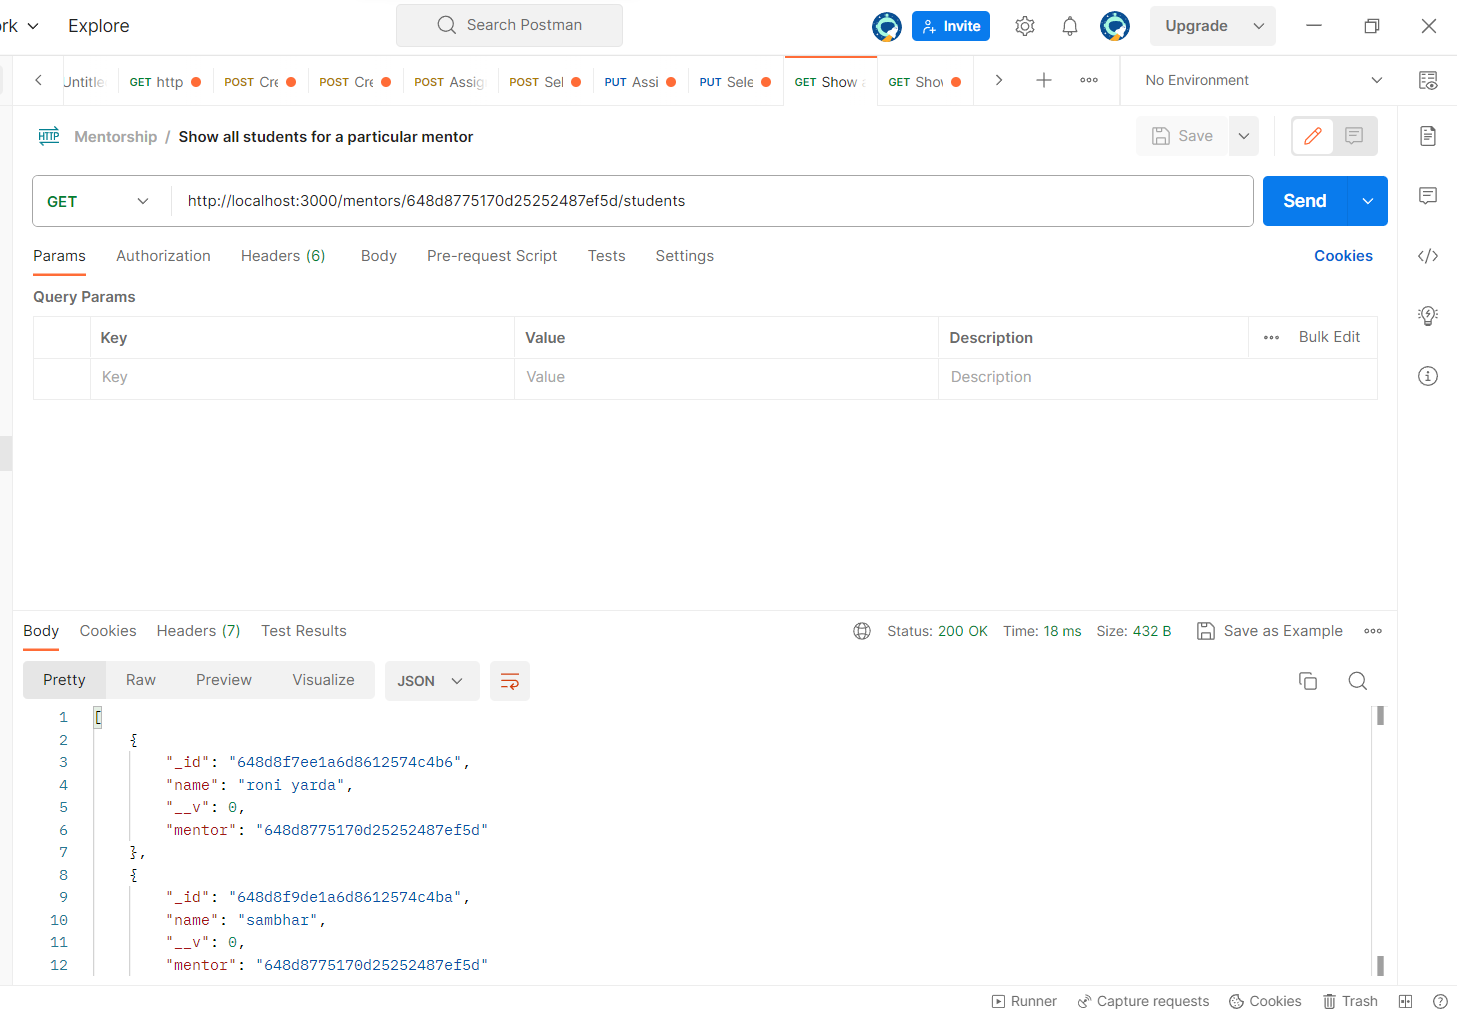 rk Explore Search Postman Invite Upgrade
Untitle GET http POST Cre POST Cre POST Assig POST Sel PUT Assi PUT Sele GET Show a GET Sho No Environment
HTTP Mentorship / Show all students for a particular mentor Save
GET http://localhost:3000/mentors/648d8775170d25252487ef5d/students Send
Params Authorization Headers (6) Body Pre-request Script Tests Settings Cookies
Query Params
Key Value Description Bulk Edit
Key Value Description
Body Cookies Headers (7) Test Results Status: 200 OK Time: 18 ms Size: 432 B Save as Example
Pretty Raw Preview Visualize JSON
1 [
2 {
3 "_id": "648d8f7ee1a6d8612574c4b6",
4 "name": "roni yarda",
5 "__v": 0,
6 "mentor": "648d8775170d25252487ef5d"
7 },
8 {
9 "_id": "648d8f9de1a6d8612574c4ba",
10 "name": "sambhar",
11 "__v": 0,
12 "mentor": "648d8775170d25252487ef5d"
Runner Capture requests Cookies Trash